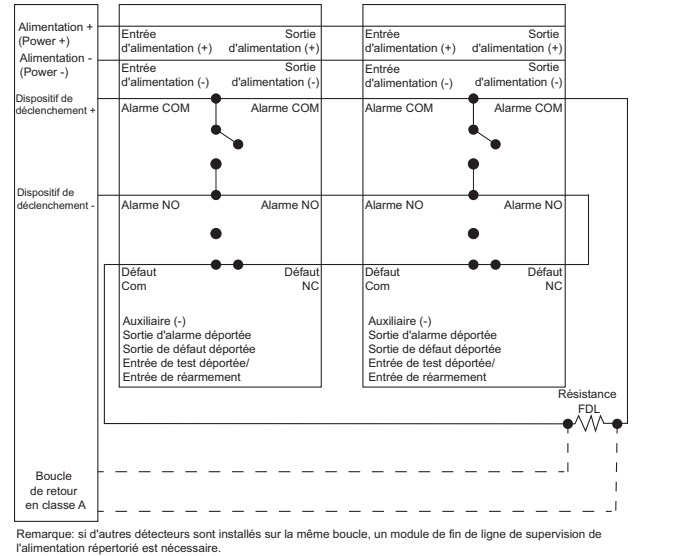 Alimentation +
(Power +)
Alimentation -
(Power -)
Dispositif de
déclenchement +
Dispositif de
déclenchement -
Boucle
de retour
en classe A
Entrée
d'alimentation (+)
Sortie
d'alimentation (+)
Entrée
d'alimentation (-)
Sortie
d'alimentation (-)
Alarme COM
Alarme COM
Alarme NO
Alarme NO
Défaut
Com
Défaut
NC
Auxiliaire (-)
Sortie d'alarme déportée
Sortie de défaut déportée
Entrée de test déportée/
Entrée de réarmement
Entrée
d'alimentation (+)
Sortie
d'alimentation (+)
Entrée
d'alimentation (-)
Sortie
d'alimentation (-)
Alarme COM
Alarme COM
Alarme NO
Alarme NO
Défaut
Com
Défaut
NC
Auxiliaire (-)
Sortie d'alarme déportée
Sortie de défaut déportée
Entrée de test déportée/
Entrée de réarmement
Résistance
FDL
Remarque: si d'autres détecteurs sont installés sur la même boucle, un module de fin de ligne de supervision de
l'alimentation répertorié est nécessaire.